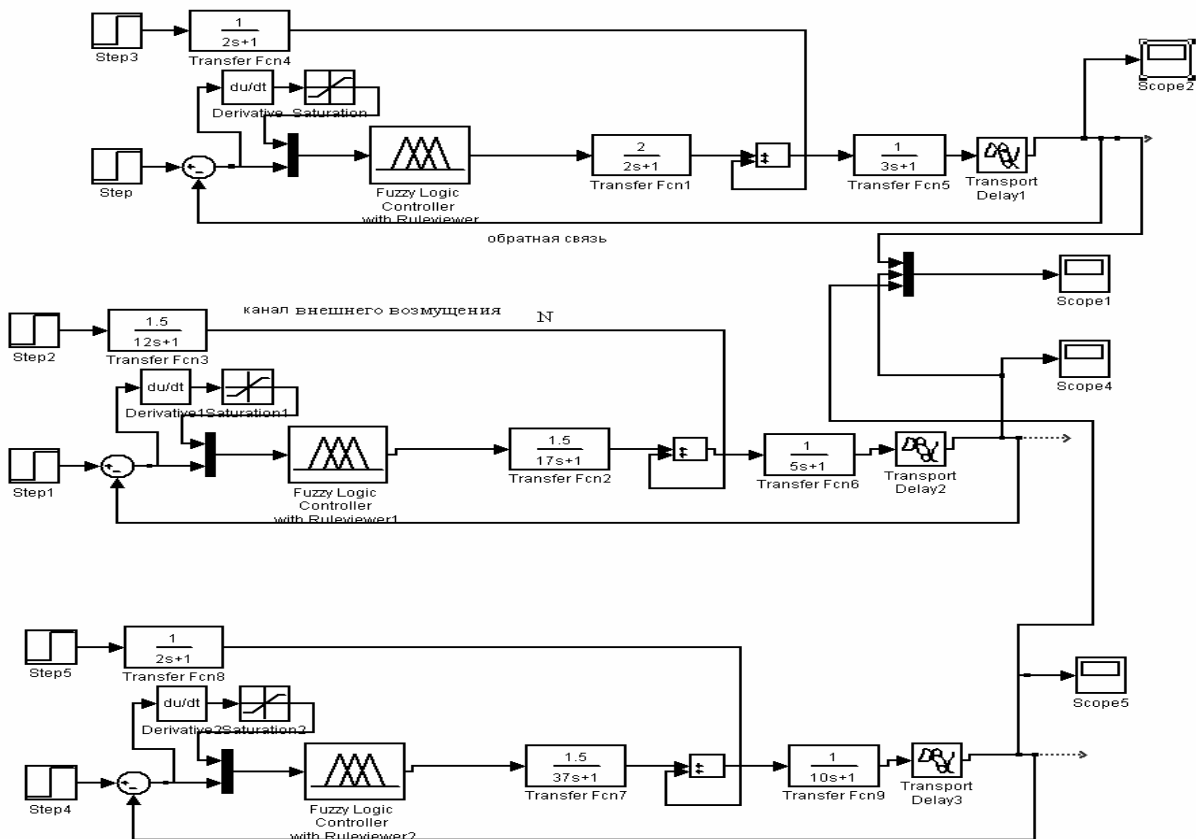 Step3
1
2s+1
Transfer Fcn4
Scope2
du/dt
Derivative
Saturation
Step
Fuzzy Logic
Controller
with Ruleviewer
2
2s+1
Transfer Fcn1
1
3s+1
Transfer Fcn5
Transport
Delay1
обратная связь
Scope1
канал внешнего возмущения N
Step2
1.5
12s+1
Transfer Fcn3
Scope4
du/dt
Derivative1
Saturation1
Step1
Fuzzy Logic
Controller
with Ruleviewer1
1.5
17s+1
Transfer Fcn2
1
5s+1
Transfer Fcn6
Transport
Delay2
Step5
1
2s+1
Transfer Fcn8
Scope5
du/dt
Derivative2
Saturation2
Step4
Fuzzy Logic
Controller
with Ruleviewer2
1.5
37s+1
Transfer Fcn7
1
10s+1
Transfer Fcn9
Transport
Delay3